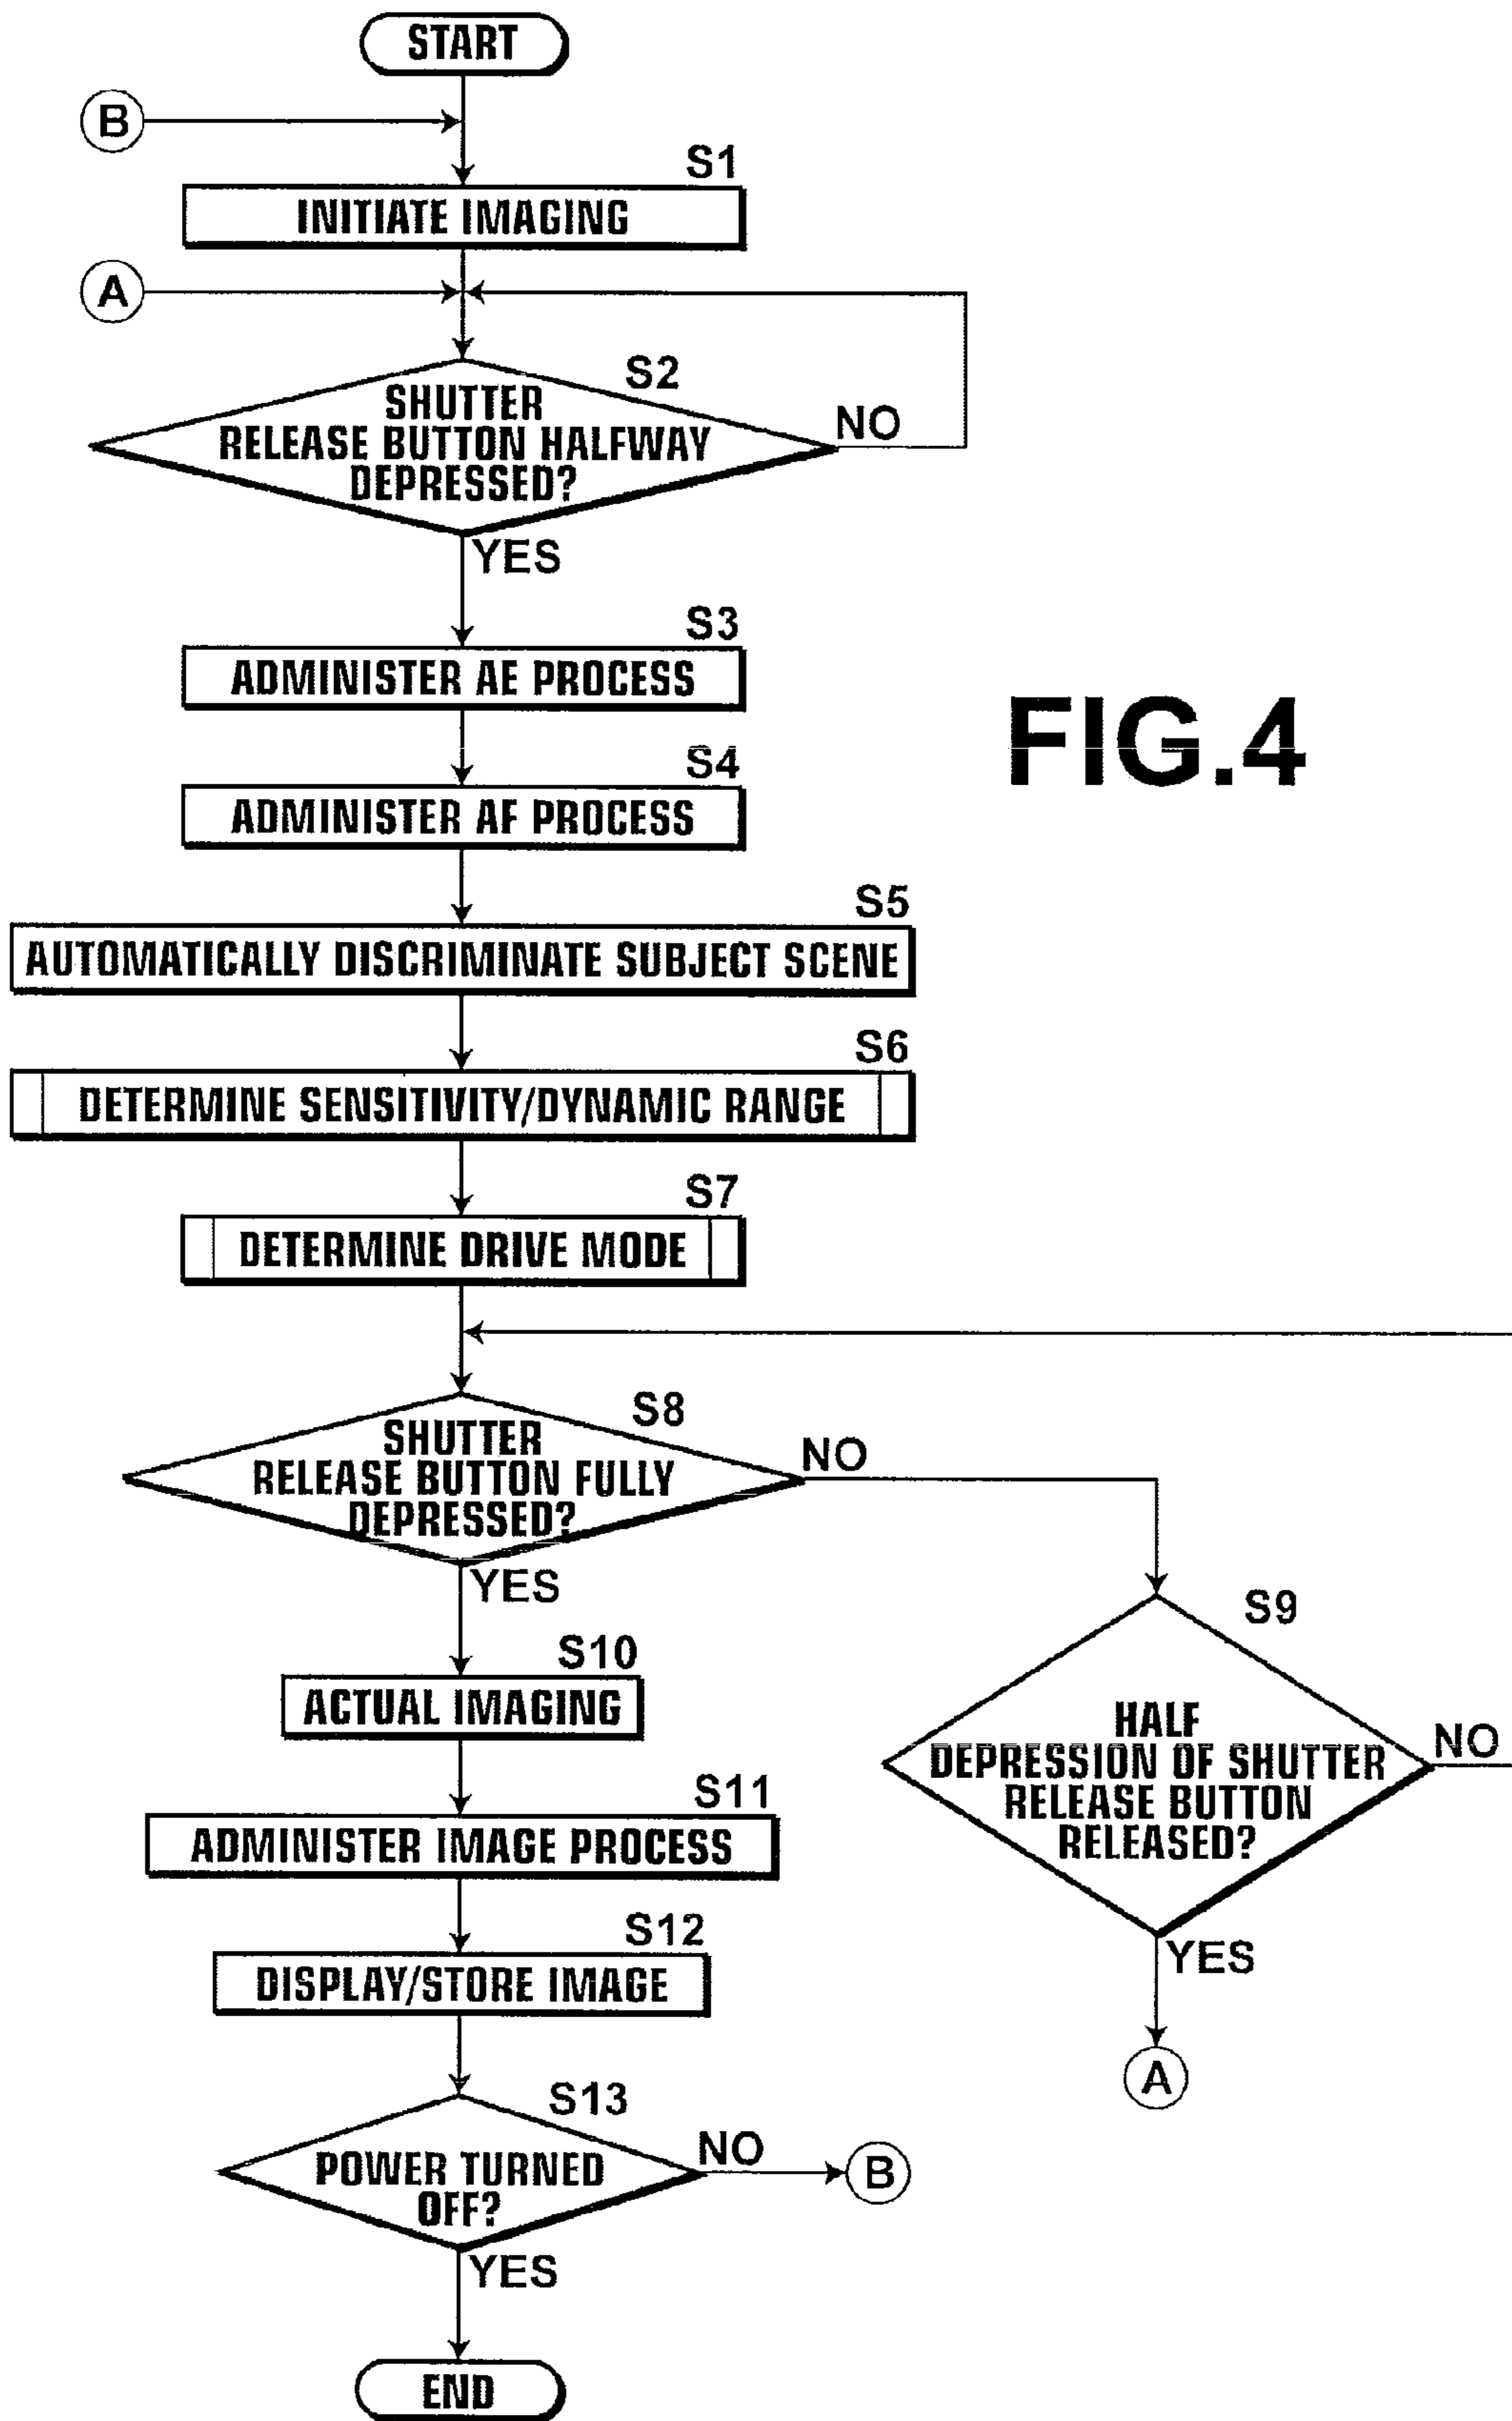 START
B
S1
INITIATE IMAGING
A
S2
SHUTTER
RELEASE BUTTON HALFWAY
DEPRESSED?
NO
YES
S3
ADMINISTER AE PROCESS
FIG.4
S4
ADMINISTER AF PROCESS
S5
AUTOMATICALLY DISCRIMINATE SUBJECT SCENE
S6
DETERMINE SENSITIVITY/DYNAMIC RANGE
S7
DETERMINE DRIVE MODE
S8
SHUTTER
RELEASE BUTTON FULLY
DEPRESSED?
NO
YES
S9
HALF
DEPRESSION OF SHUTTER
RELEASE BUTTON
RELEASED?
NO
YES
A
S10
ACTUAL IMAGING
S11
ADMINISTER IMAGE PROCESS
S12
DISPLAY/STORE IMAGE
S13
POWER TURNED
OFF?
NO
B
YES
END